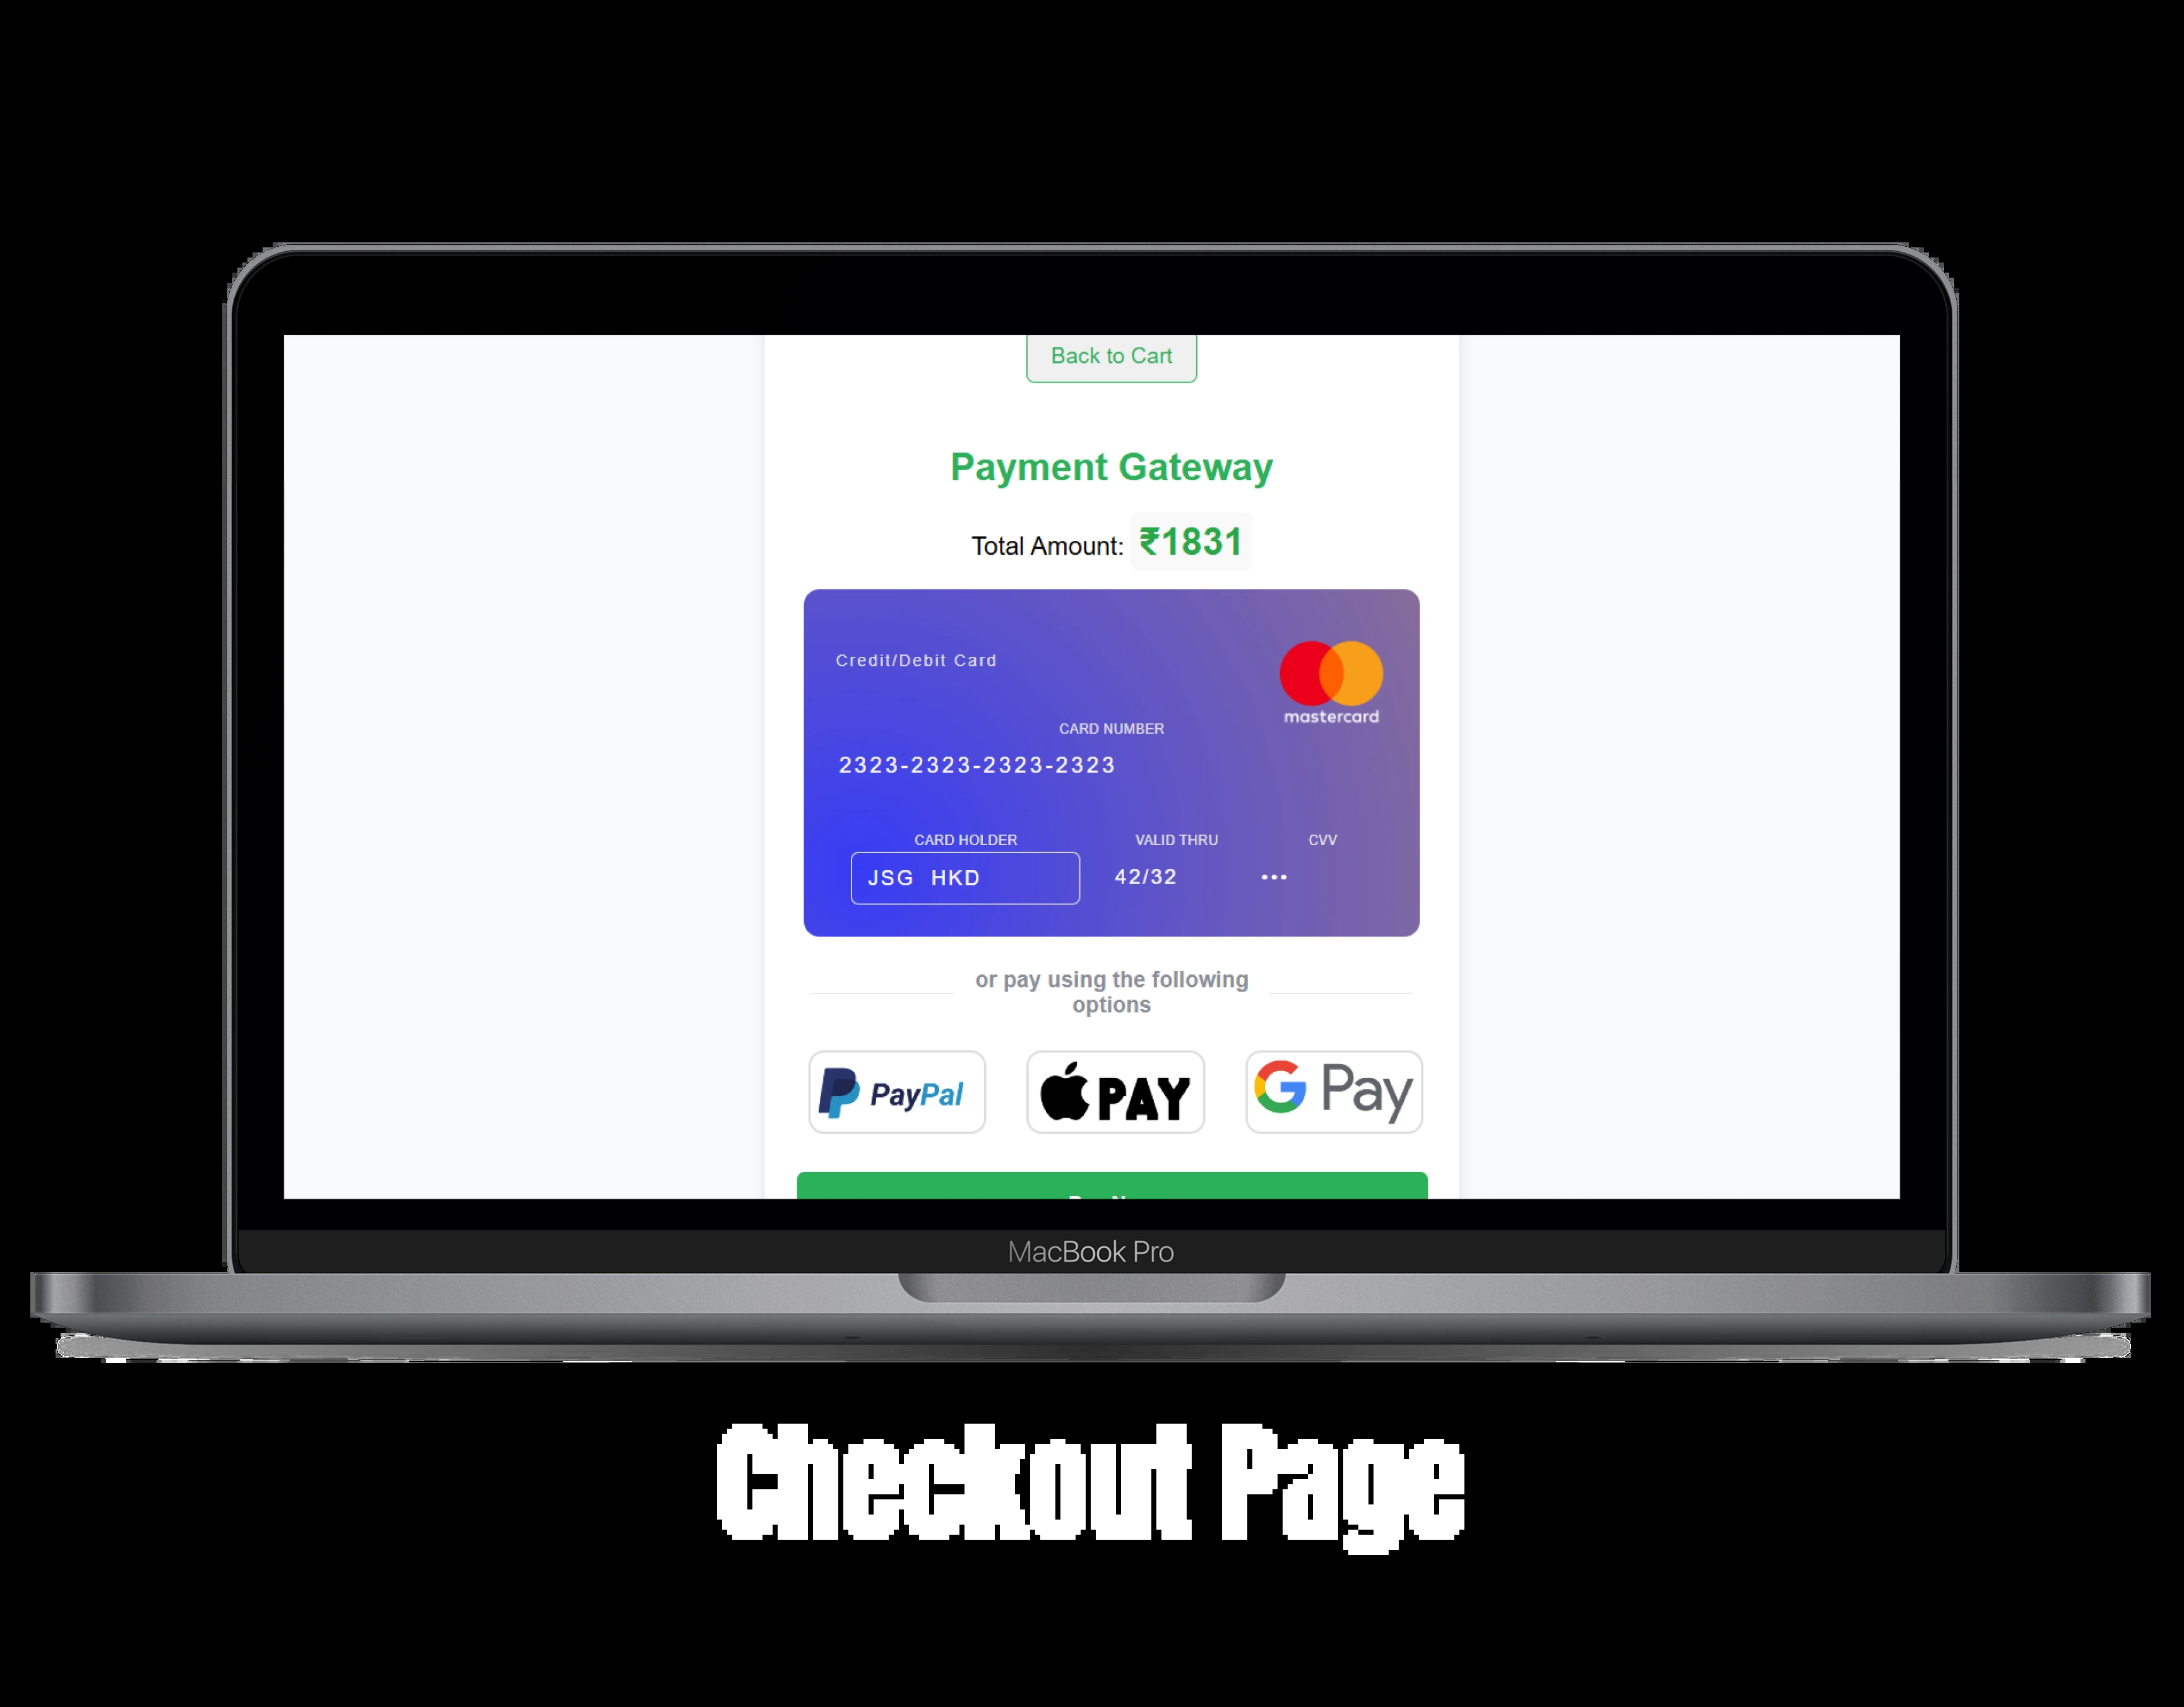 Back to Cart
Payment Gateway
Total Amount: ₹1831
Credit/Debit Card
mastercard
CARD NUMBER
2323-2323-2323-2323
CARD HOLDER VALID THRU CVV
JSG HKD 42/32 •••
or pay using the following
options
PayPal PAY G Pay
MacBook Pro
Checkout Page